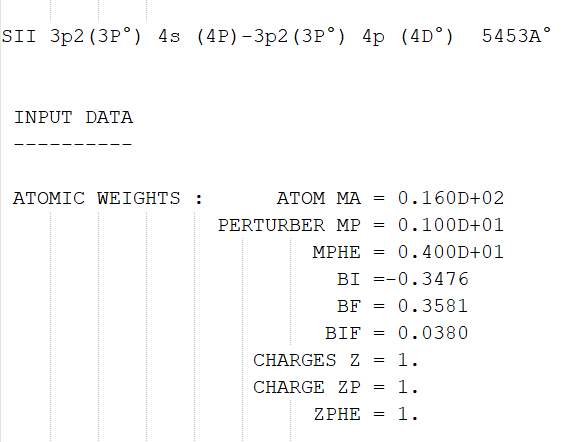 SII 3p2(3P°) 4s (4P)-3p2(3P°) 4p (4D°)  5453A°
INPUT DATA
----------
ATOMIC WEIGHTS :      ATOM MA = 0.160D+02
PERTURBER MP = 0.100D+01
MPHE = 0.400D+01
BI =-0.3476
BF = 0.3581
BIF = 0.0380
CHARGES Z = 1.
CHARGE ZP = 1.
ZPHE = 1.